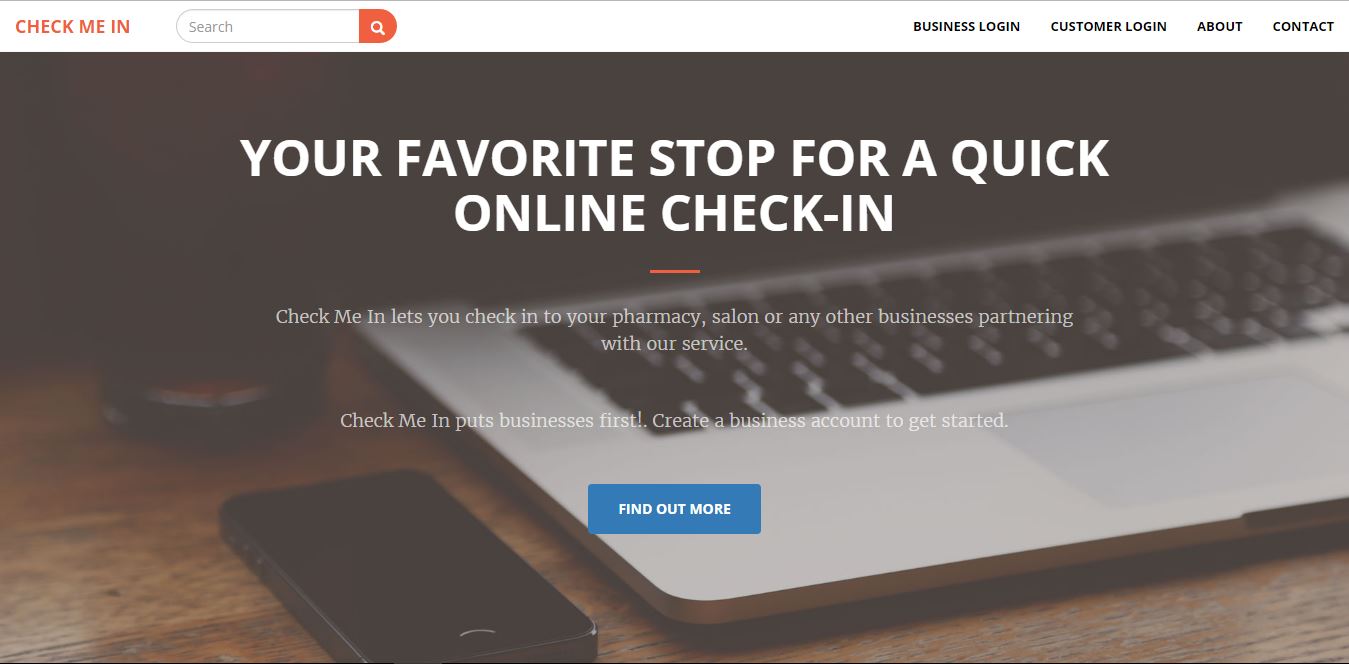 CHECK ME IN
Search
BUSINESS LOGIN
CUSTOMER LOGIN
ABOUT
CONTACT
YOUR FAVORITE STOP FOR A QUICK
ONLINE CHECK-IN
Check Me In lets you check in to your pharmacy, salon or any other businesses partnering
with our service.
Check Me In puts businesses first!. Create a business account to get started.
FIND OUT MORE